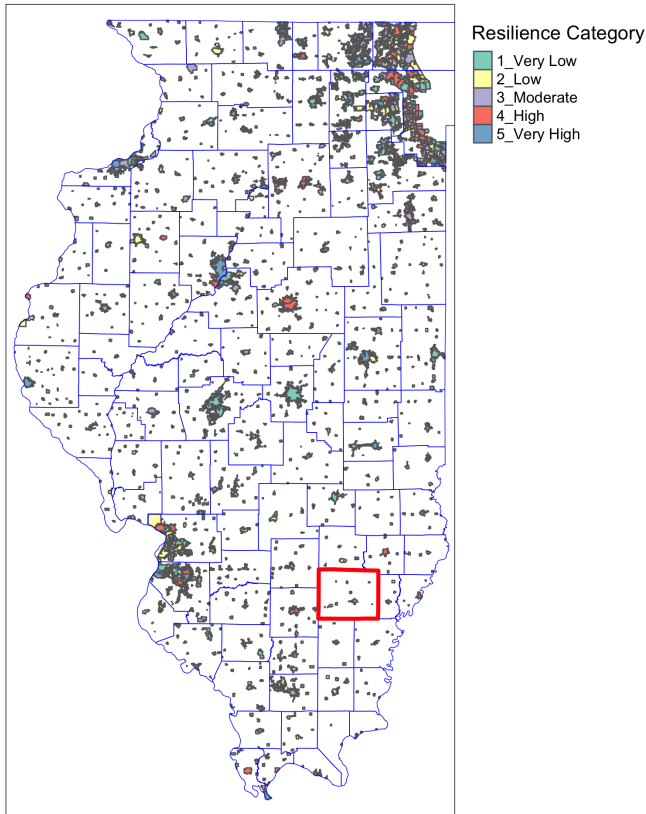 Resilience Category
1_Very Low
2_Low
3_Moderate
4_High
5_Very High